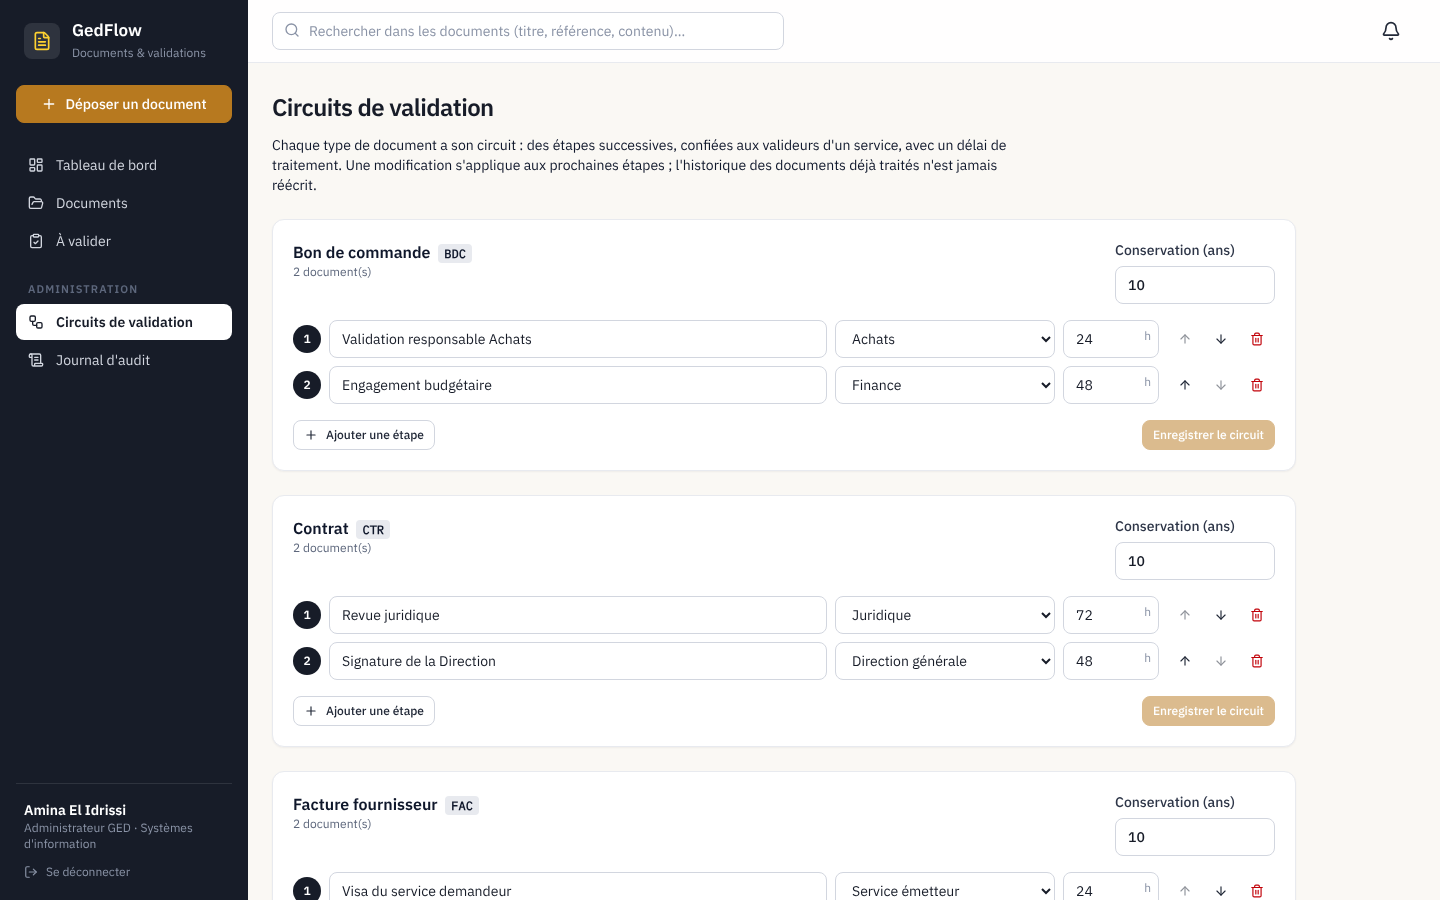 GedFlow
Documents & validations
Déposer un document
Tableau de bord
Documents
À valider
ADMINISTRATION
Circuits de validation
Journal d'audit
Amina El Idrissi
Administrateur GED · Systèmes
d'information
Se déconnecter
Rechercher dans les documents (titre, référence, contenu)...
Circuits de validation
Chaque type de document a son circuit : des étapes successives, confiées aux valideurs d'un service, avec un délai de
traitement. Une modification s'applique aux prochaines étapes ; l'historique des documents déjà traités n'est jamais
réécrit.
Bon de commande BDC
2 document(s)
Conservation (ans)
10
1 Validation responsable Achats Achats 24 h
2 Engagement budgétaire Finance 48 h
Ajouter une étape Enregistrer le circuit
Contrat CTR
2 document(s)
Conservation (ans)
10
1 Revue juridique Juridique 72 h
2 Signature de la Direction Direction générale 48 h
Ajouter une étape Enregistrer le circuit
Facture fournisseur FAC
2 document(s)
Conservation (ans)
10
1 Visa du service demandeur Service émetteur 24 h